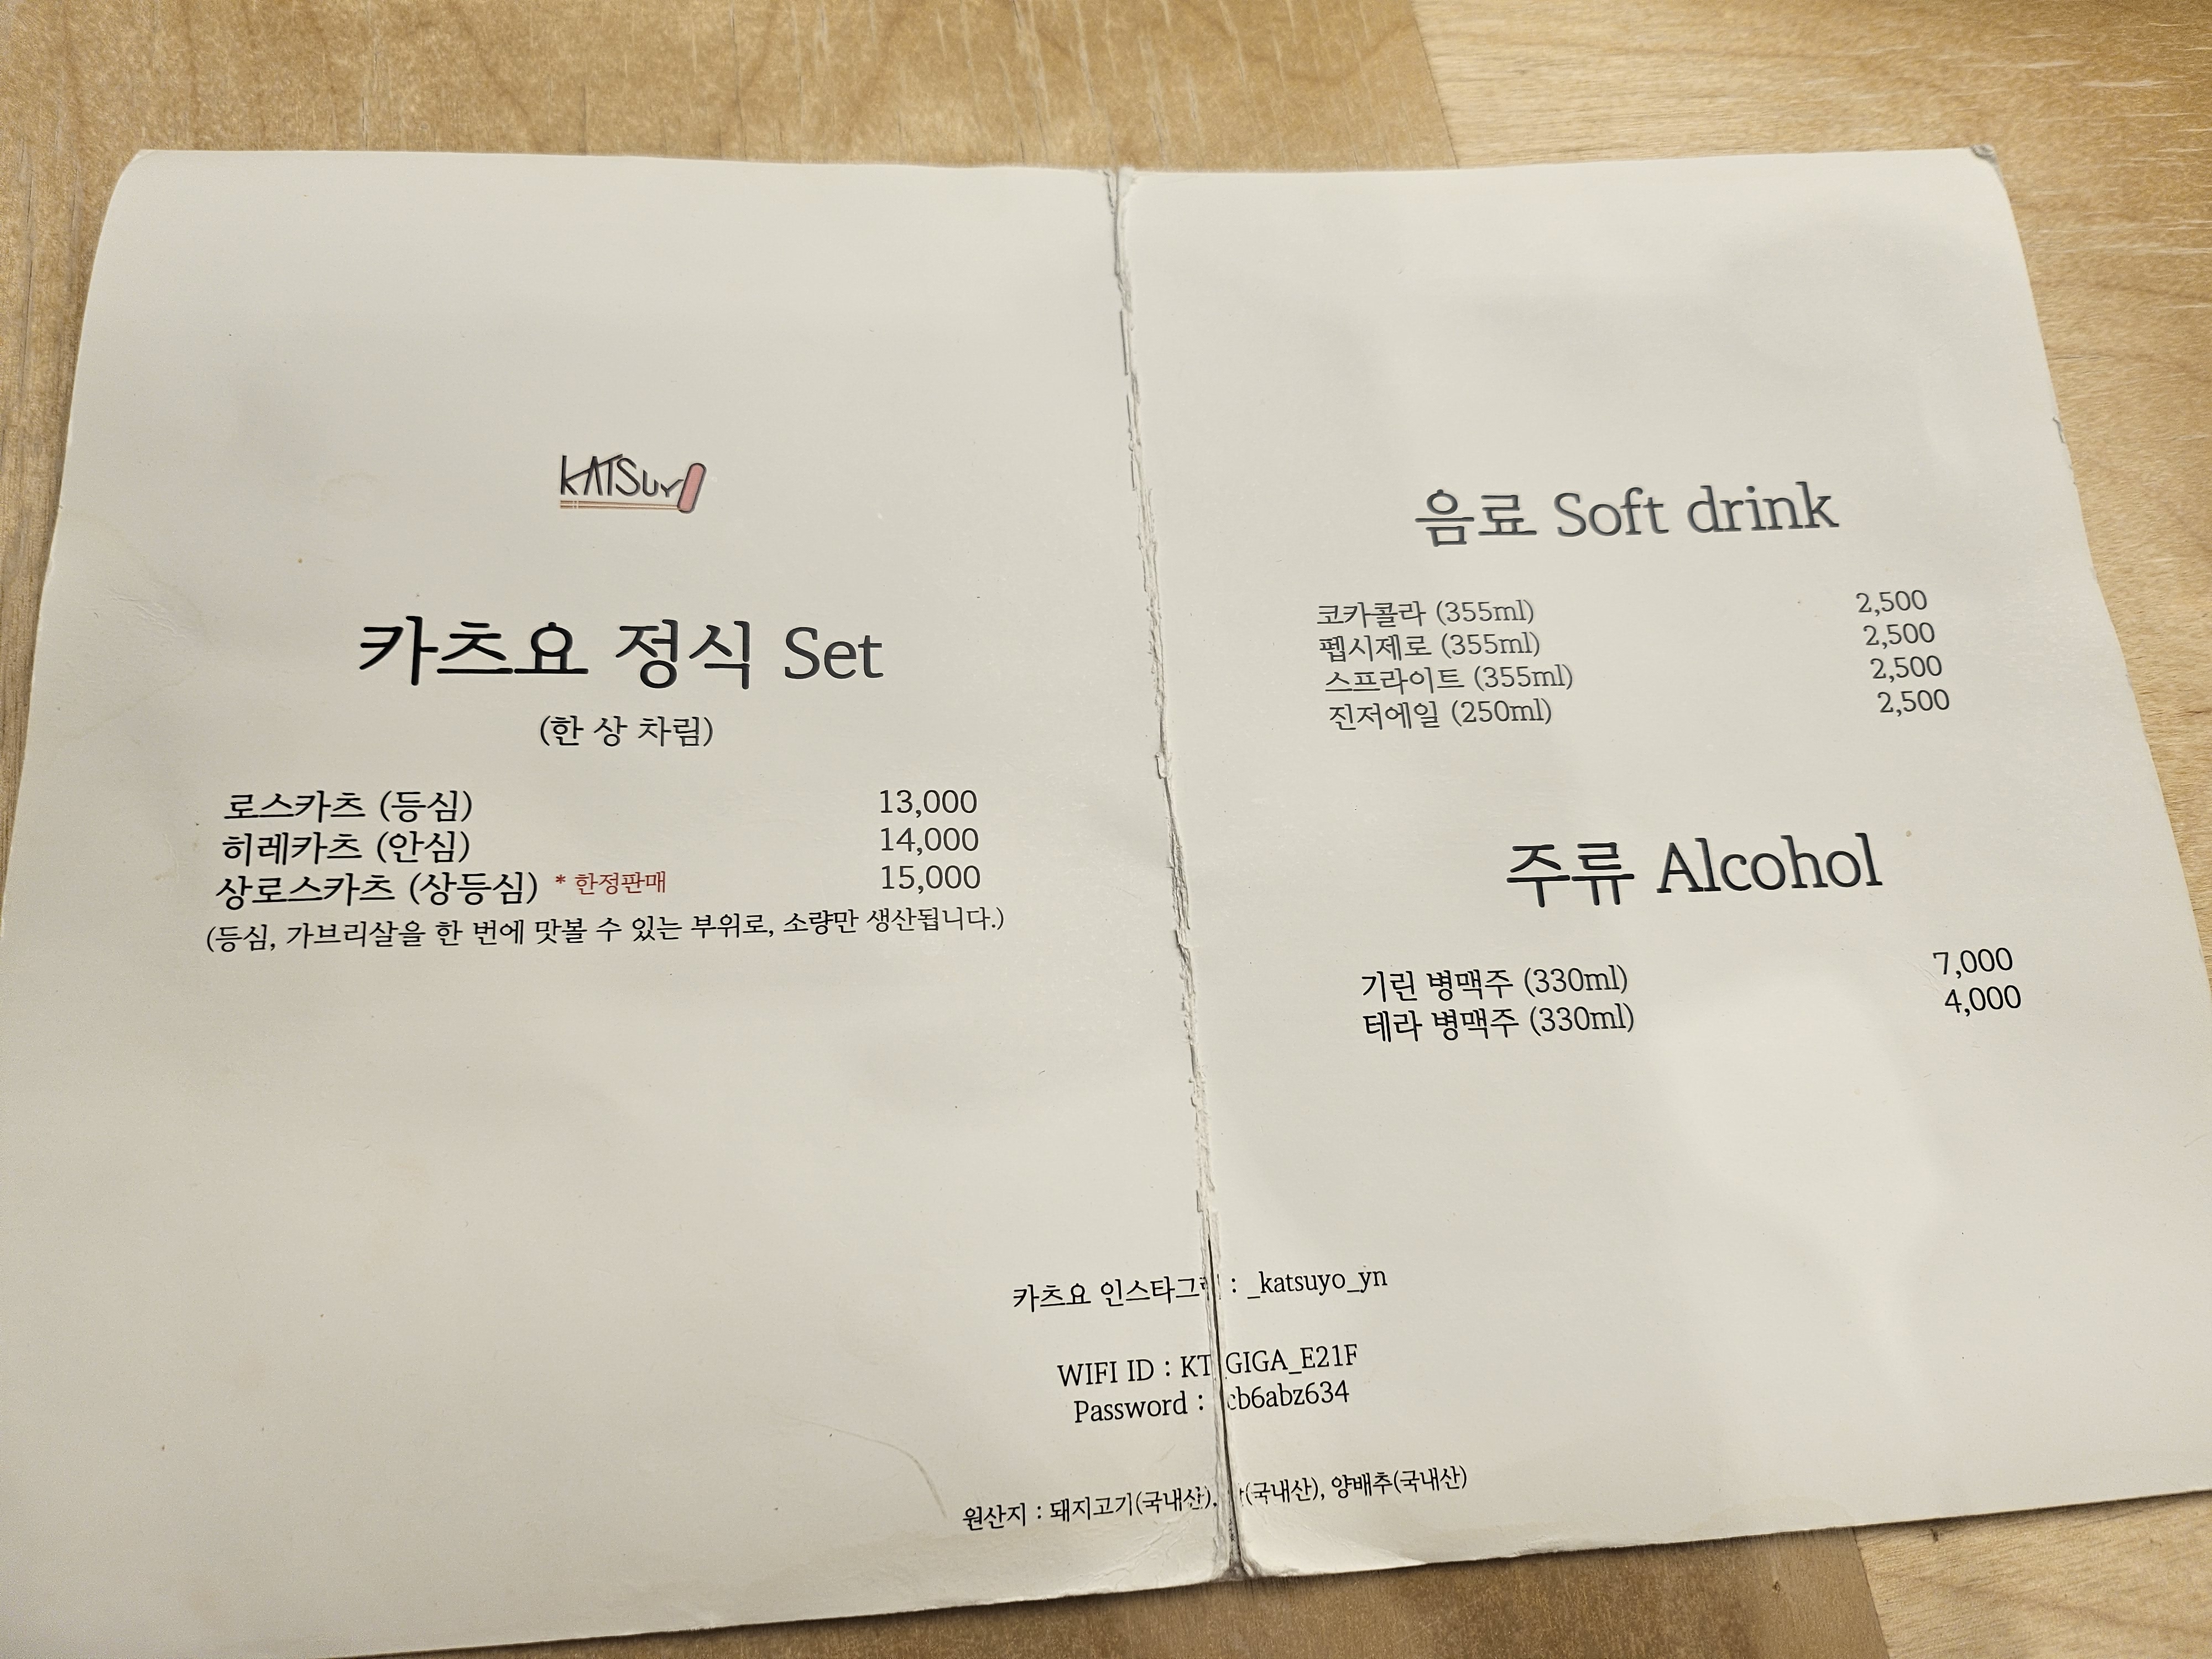 KATSUY
카츠요 정식 Set
(한 상 차림)
로스카츠 (등심) 13,000
히레카츠 (안심) 14,000
상로스카츠 (상등심) * 한정판매 15,000
(등심, 가브리살을 한 번에 맛볼 수 있는 부위로, 소량만 생산됩니다.)
음료 Soft drink
코카콜라 (355ml) 2,500
펩시제로 (355ml) 2,500
스프라이트 (355ml) 2,500
진저에일 (250ml) 2,500
주류 Alcohol
기린 병맥주 (330ml) 7,000
테라 병맥주 (330ml) 4,000
카츠요 인스타그램 : _katsuyo_yn
WIFI ID : KT_GIGA_E21F
Password : cb6abz634
원산지 : 돼지고기(국내산), (국내산), 양배추(국내산)